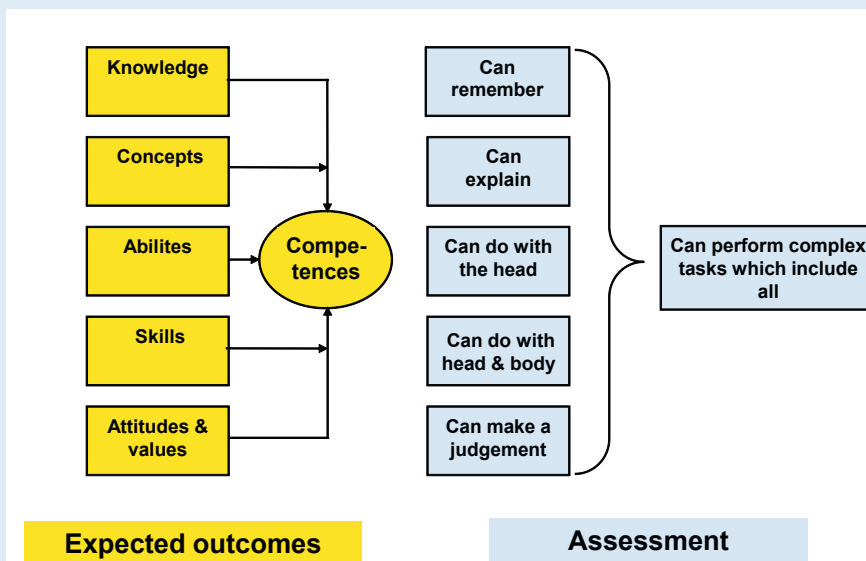 Knowledge
Concepts
Abilites
Skills
Attitudes &
values
Compe-
tences
Can
remember
Can
explain
Can do with
the head
Can do with
head & body
Can make a
judgement
Can perform complex
tasks which include
all
Expected outcomes
Assessment